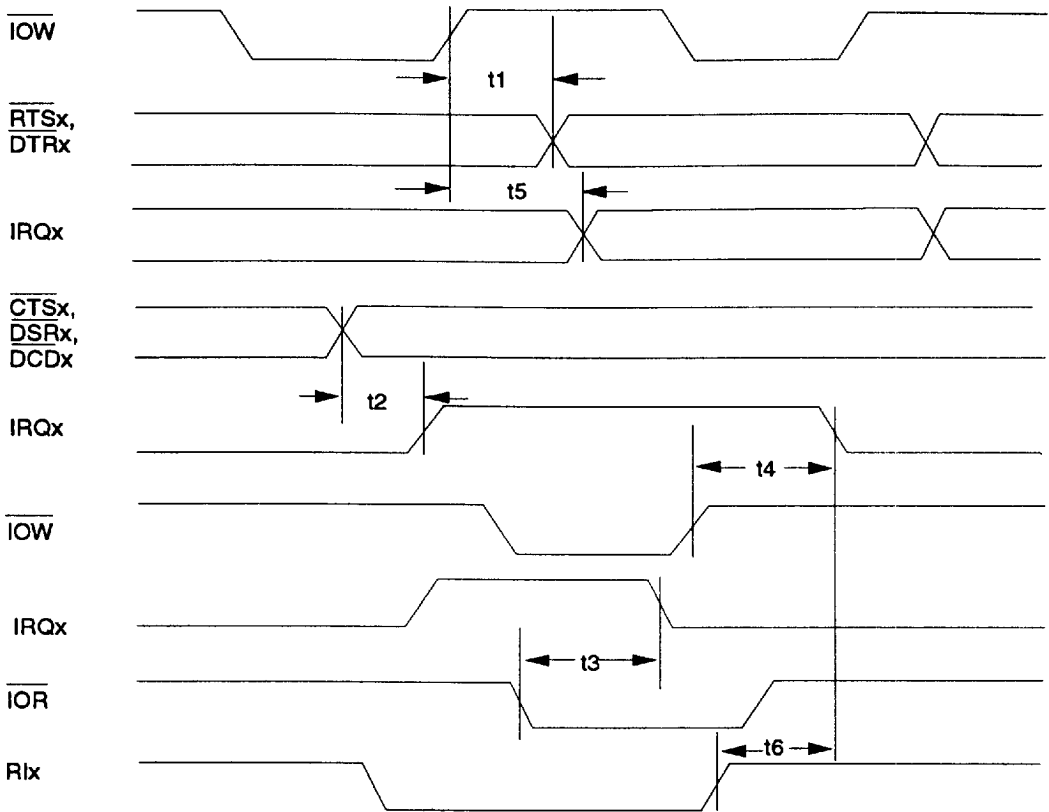 IOW
t1
RTSx,
DTRx
t5
IRQx
CTSx,
DSRx,
DCDx
t2
IRQx
t4
IOW
IRQx
t3
IOR
t6
RIx